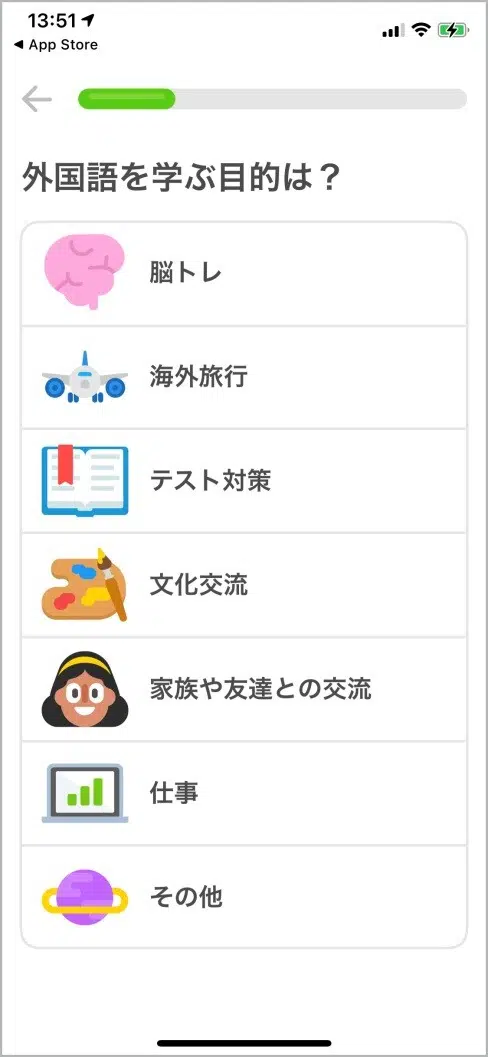 13:51
◀ App Store
外国語を学ぶ目的は？
脳トレ
海外旅行
テスト対策
文化交流
家族や友達との交流
仕事
その他